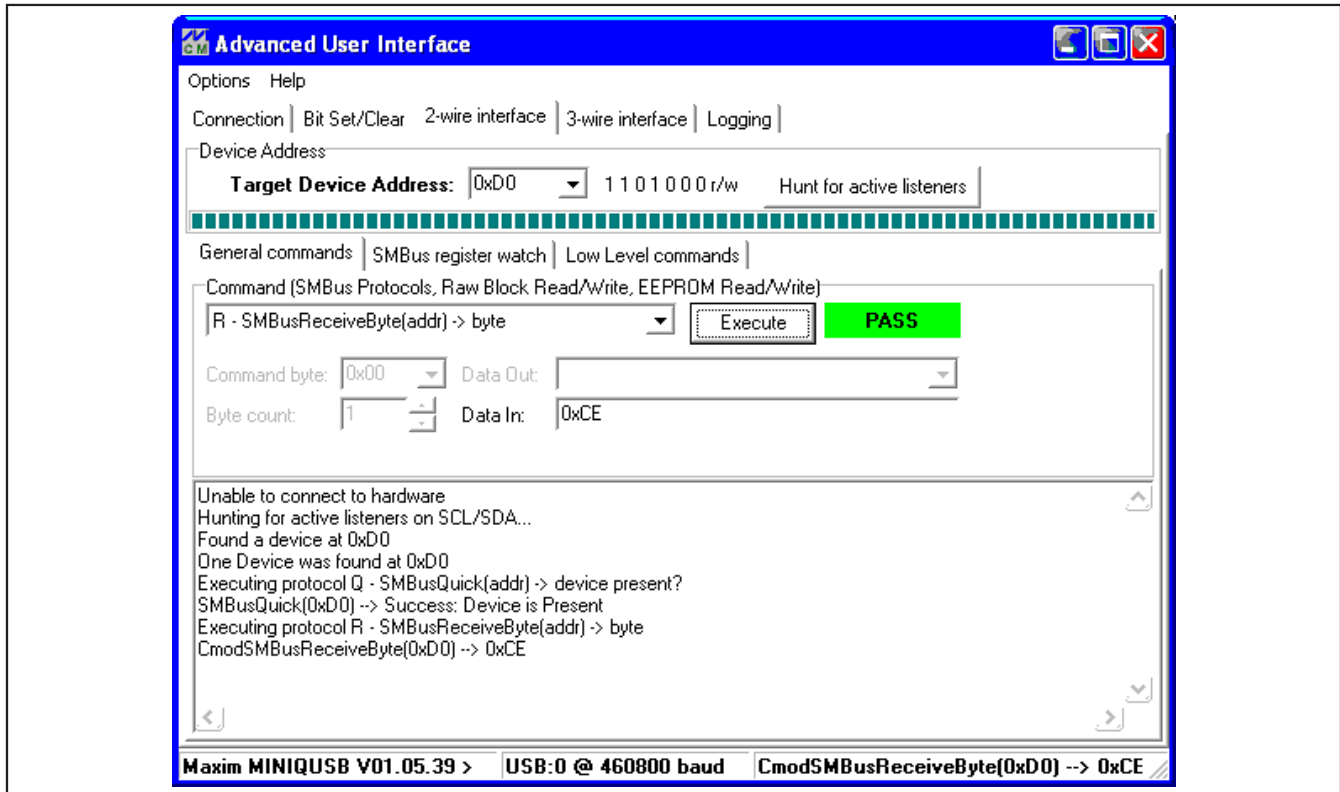 CM Advanced User Interface
Options Help
Connection Bit Set/Clear 2-wire interface 3-wire interface Logging
Device Address
Target Device Address: 0xD0 1 1 0 1 0 0 0 r/w Hunt for active listeners
General commands SMBus register watch Low Level commands
Command (SMBus Protocols, Raw Block Read/Write, EEPROM Read/Write)
R - SMBusReceiveByte(addr) -> byte Execute PASS
Command byte: 0x00 Data Out:
Byte count: 1 Data In: 0xCE
Unable to connect to hardware
Hunting for active listeners on SCL/SDA...
Found a device at 0xD0
One Device was found at 0xD0
Executing protocol Q - SMBusQuick(addr) -> device present?
SMBusQuick(0xD0) --> Success: Device is Present
Executing protocol R - SMBusReceiveByte(addr) -> byte
CmodSMBusReceiveByte(0xD0) --> 0xCE
Maxim MINIQUSB V01.05.39 > USB:0 @ 460800 baud CmodSMBusReceiveByte(0xD0) --> 0xCE